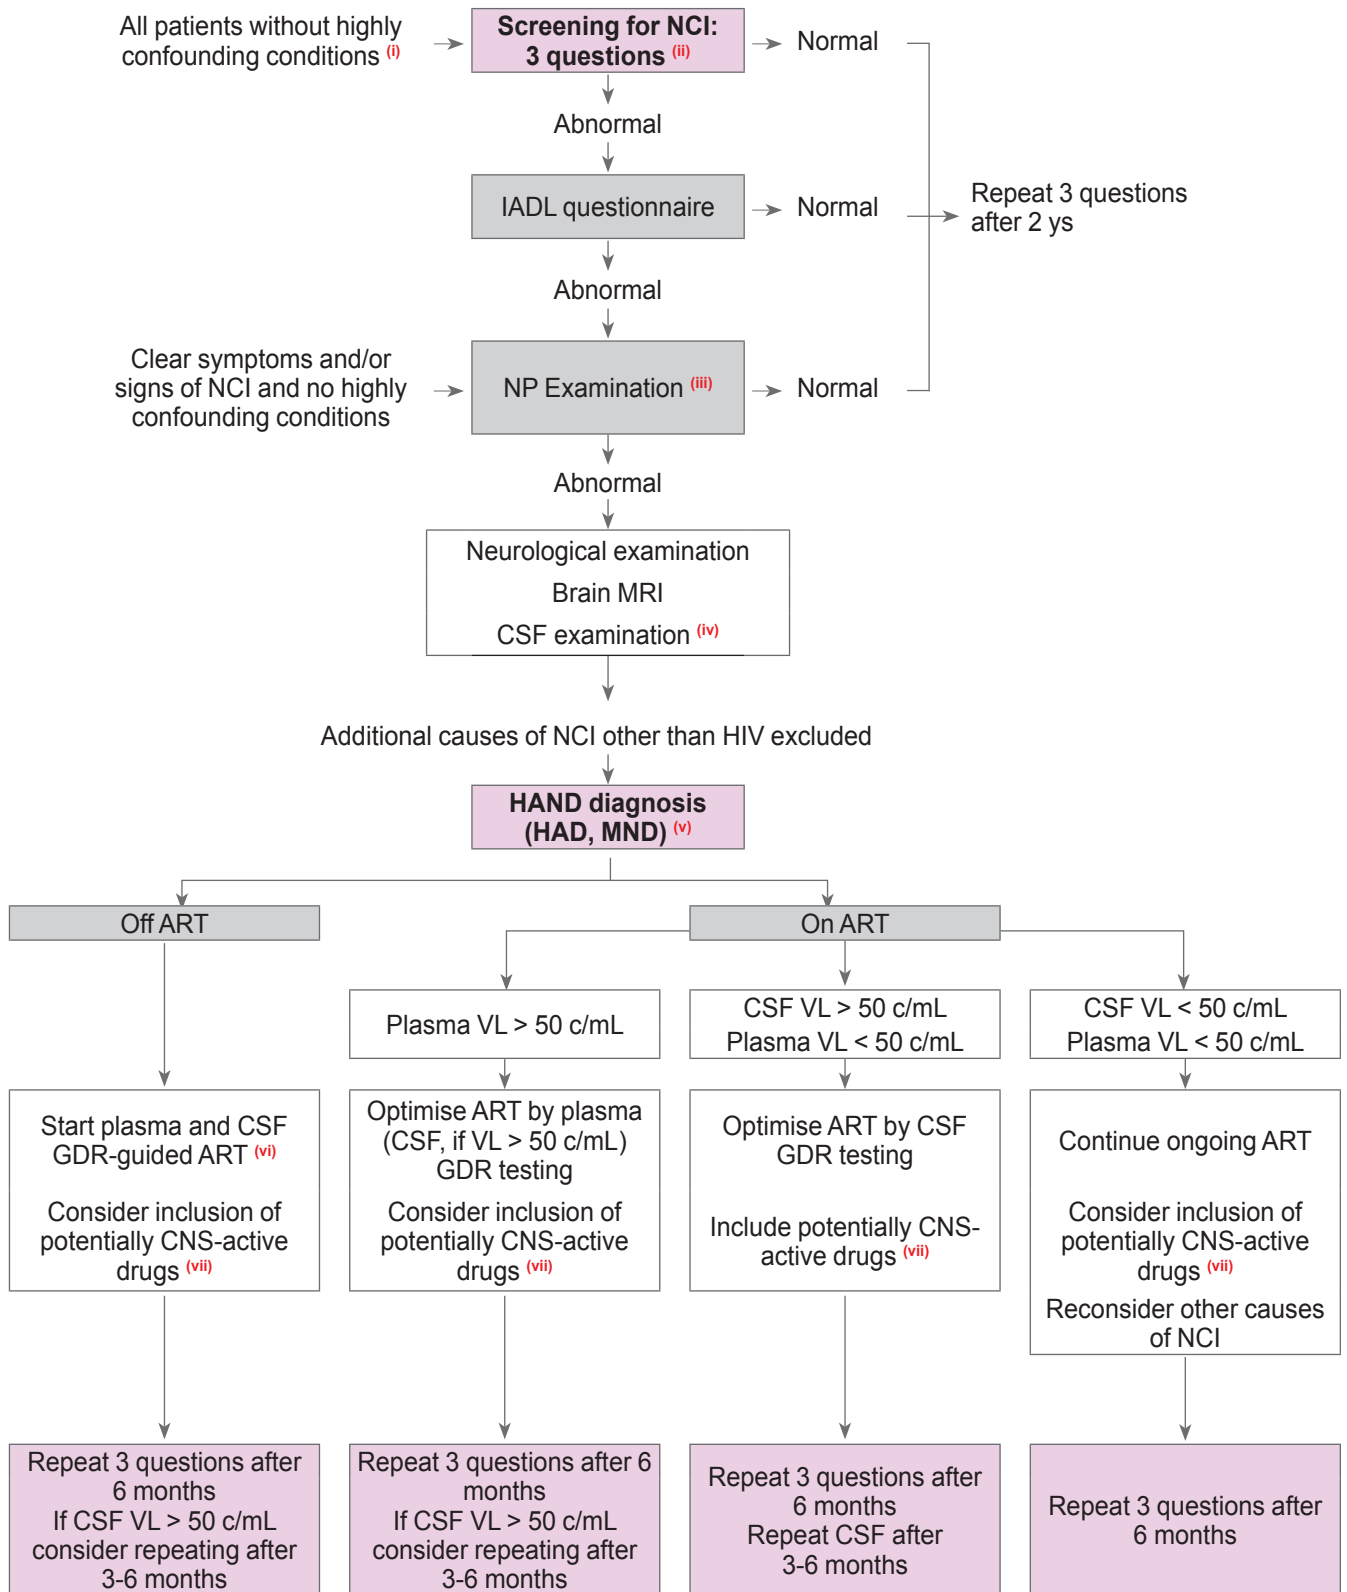 All patients without highly
confounding conditions (i)
Screening for NCI:
3 questions (ii)
Normal
Abnormal
IADL questionnaire
Normal
Repeat 3 questions
after 2 ys
Abnormal
Clear symptoms and/or
signs of NCI and no highly
confounding conditions
NP Examination (iii)
Normal
Abnormal
Neurological examination
Brain MRI
CSF examination (iv)
Additional causes of NCI other than HIV excluded
HAND diagnosis
(HAD, MND) (v)
Off ART
On ART
Plasma VL > 50 c/mL
CSF VL > 50 c/mL
Plasma VL < 50 c/mL
CSF VL < 50 c/mL
Plasma VL < 50 c/mL
Start plasma and CSF
GDR-guided ART (vi)
Consider inclusion of
potentially CNS-active
drugs (vii)
Optimise ART by plasma
(CSF, if VL > 50 c/mL)
GDR testing
Consider inclusion of
potentially CNS-active
drugs (vii)
Optimise ART by CSF
GDR testing
Include potentially CNS-
active drugs (vii)
Continue ongoing ART
Consider inclusion of
potentially CNS-active
drugs (vii)
Reconsider other causes
of NCI
Repeat 3 questions after
6 months
If CSF VL > 50 c/mL
consider repeating after
3-6 months
Repeat 3 questions after 6
months
If CSF VL > 50 c/mL
consider repeating after
3-6 months
Repeat 3 questions after
6 months
Repeat CSF after
3-6 months
Repeat 3 questions after
6 months